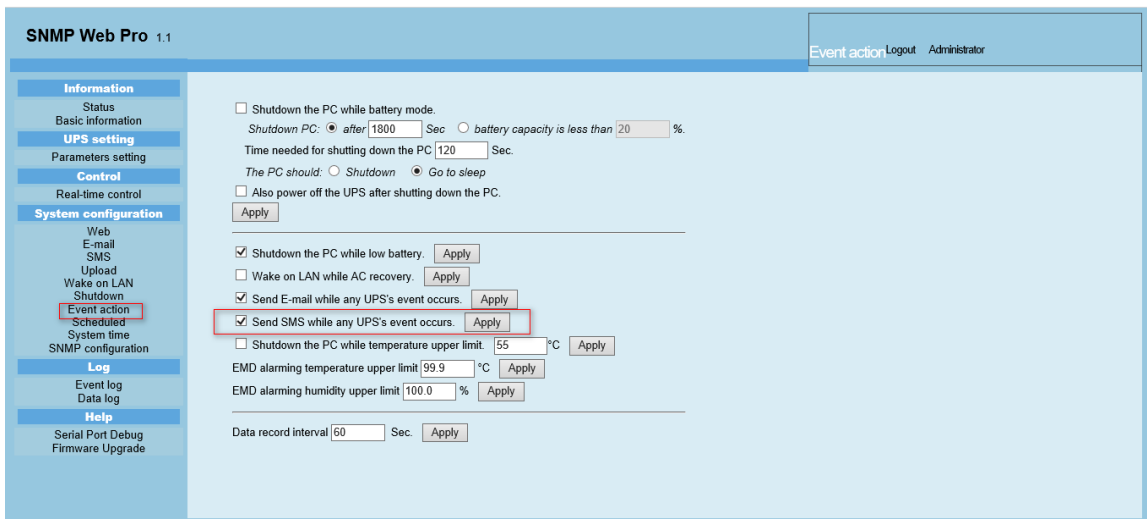 SNMP Web Pro 1.1
Event action Logout Administrator
Information
Status
Basic information
UPS setting
Parameters setting
Control
Real-time control
System configuration
Web
E-mail
SMS
Upload
Wake on LAN
Shutdown
Event action
Scheduled
System time
SNMP configuration
Log
Event log
Data log
Help
Serial Port Debug
Firmware Upgrade
Shutdown the PC while battery mode.
Shutdown PC: after 1800 Sec battery capacity is less than 20 %.
Time needed for shutting down the PC 120 Sec.
The PC should: Shutdown Go to sleep
Also power off the UPS after shutting down the PC.
Apply
Shutdown the PC while low battery. Apply
Wake on LAN while AC recovery. Apply
Send E-mail while any UPS's event occurs. Apply
Send SMS while any UPS's event occurs. Apply
Shutdown the PC while temperature upper limit. 55 °C Apply
EMD alarming temperature upper limit 99.9 °C Apply
EMD alarming humidity upper limit 100.0 % Apply
Data record interval 60 Sec. Apply